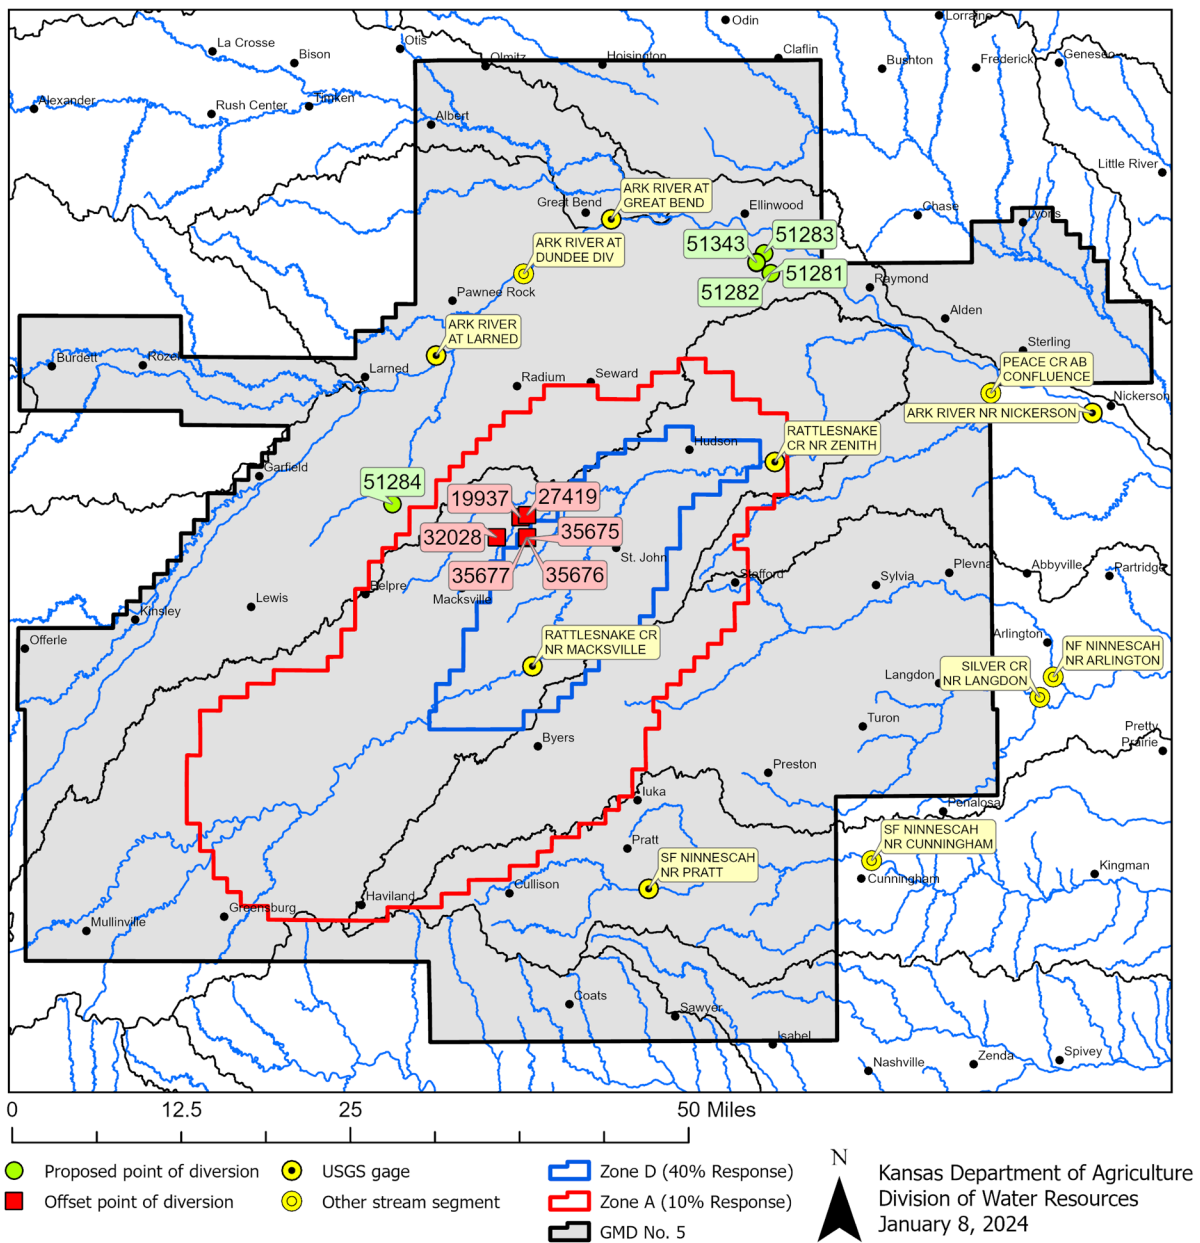 Odin
Lorraine
La Crosse
Otis
Bison
Olmitz
Hoisington
Claflin
Bushton
Frederick
Geneseo
Alexander
Rush Center
Timken
Albert
Little River
ARK RIVER AT
GREAT BEND
Great Bend
Ellinwood
Chase
Lyons
ARK RIVER AT
DUNDEE DIV
51343
51283
51281
51282
Raymond
Pawnee Rock
Alden
ARK RIVER
AT LARNED
Sterling
Burdett
Rozel
Larned
Radium
Seward
PEACE CR AB
CONFLUENCE
Nickerson
ARK RIVER NR NICKERSON
RATTLESNAKE
CR NR ZENITH
Hudson
Garfield
51284
19937
27419
32028
35675
35677
35676
St. John
Macksville
Belpre
Stafford
Sylvia
Plevna
Abbyville
Partridge
Lewis
Kinsley
Offerle
RATTLESNAKE CR
NR MACKSVILLE
Arlington
NF NINNESCAH
NR ARLINGTON
SILVER CR
NR LANGDON
Langdon
Turon
Pretty
Prairie
Byers
Preston
Iuka
Penalosa
Pratt
SF NINNESCAH
NR CUNNINGHAM
SF NINNESCAH
NR PRATT
Cunningham
Kingman
Cullison
Haviland
Greensburg
Mullinville
Coats
Sawyer
Isabel
Nashville
Zenda
Spivey
0 12.5 25 50 Miles
Proposed point of diversion
Offset point of diversion
USGS gage
Other stream segment
Zone D (40% Response)
Zone A (10% Response)
GMD No. 5
N
Kansas Department of Agriculture
Division of Water Resources
January 8, 2024